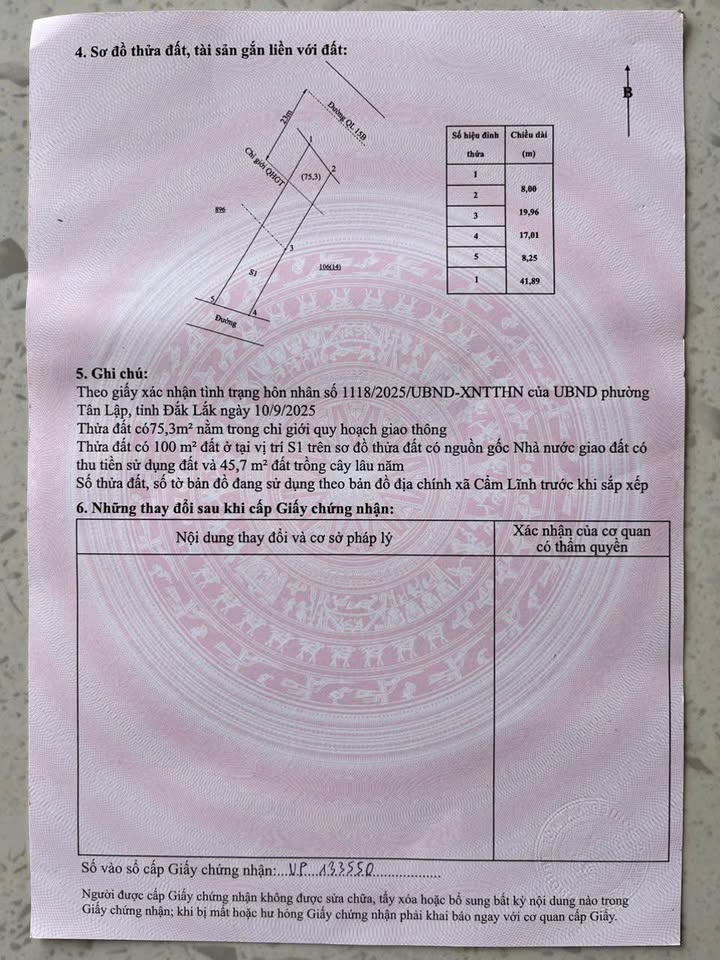 4. Sơ đồ thửa đất, tài sản gắn liền với đất:
B
Đường QL 15B
23m
1
Chỉ giới QHGT
(75,3)
2
896
3
106(14)
S1
5
4
Đường
Số hiệu đỉnh thửa
Chiều dài (m)
1
8,00
2
19,96
3
17,01
4
8,25
5
41,89
1
5. Ghi chú:
Theo giấy xác nhận tình trạng hôn nhân số 1118/2025/UBND-XNTTHN của UBND phường
Tân Lập, tỉnh Đắk Lắk ngày 10/9/2025
Thửa đất có75,3m² nằm trong chỉ giới quy hoạch giao thông
Thửa đất có 100 m² đất ở tại vị trí S1 trên sơ đồ thửa đất có nguồn gốc Nhà nước giao đất có
thu tiền sử dụng đất và 45,7 m² đất trồng cây lâu năm
Số thửa đất, số tờ bản đồ đang sử dụng theo bản đồ địa chính xã Cẩm Lĩnh trước khi sắp xếp
6. Những thay đổi sau khi cấp Giấy chứng nhận:
Nội dung thay đổi và cơ sở pháp lý
Xác nhận của cơ quan
có thẩm quyền
Số vào sổ cấp Giấy chứng nhận:...VP 133550...................
Người được cấp Giấy chứng nhận không được sửa chữa, tẩy xóa hoặc bổ sung bất kỳ nội dung nào trong
Giấy chứng nhận; khi bị mất hoặc hư hỏng Giấy chứng nhận phải khai báo ngay với cơ quan cấp Giấy.